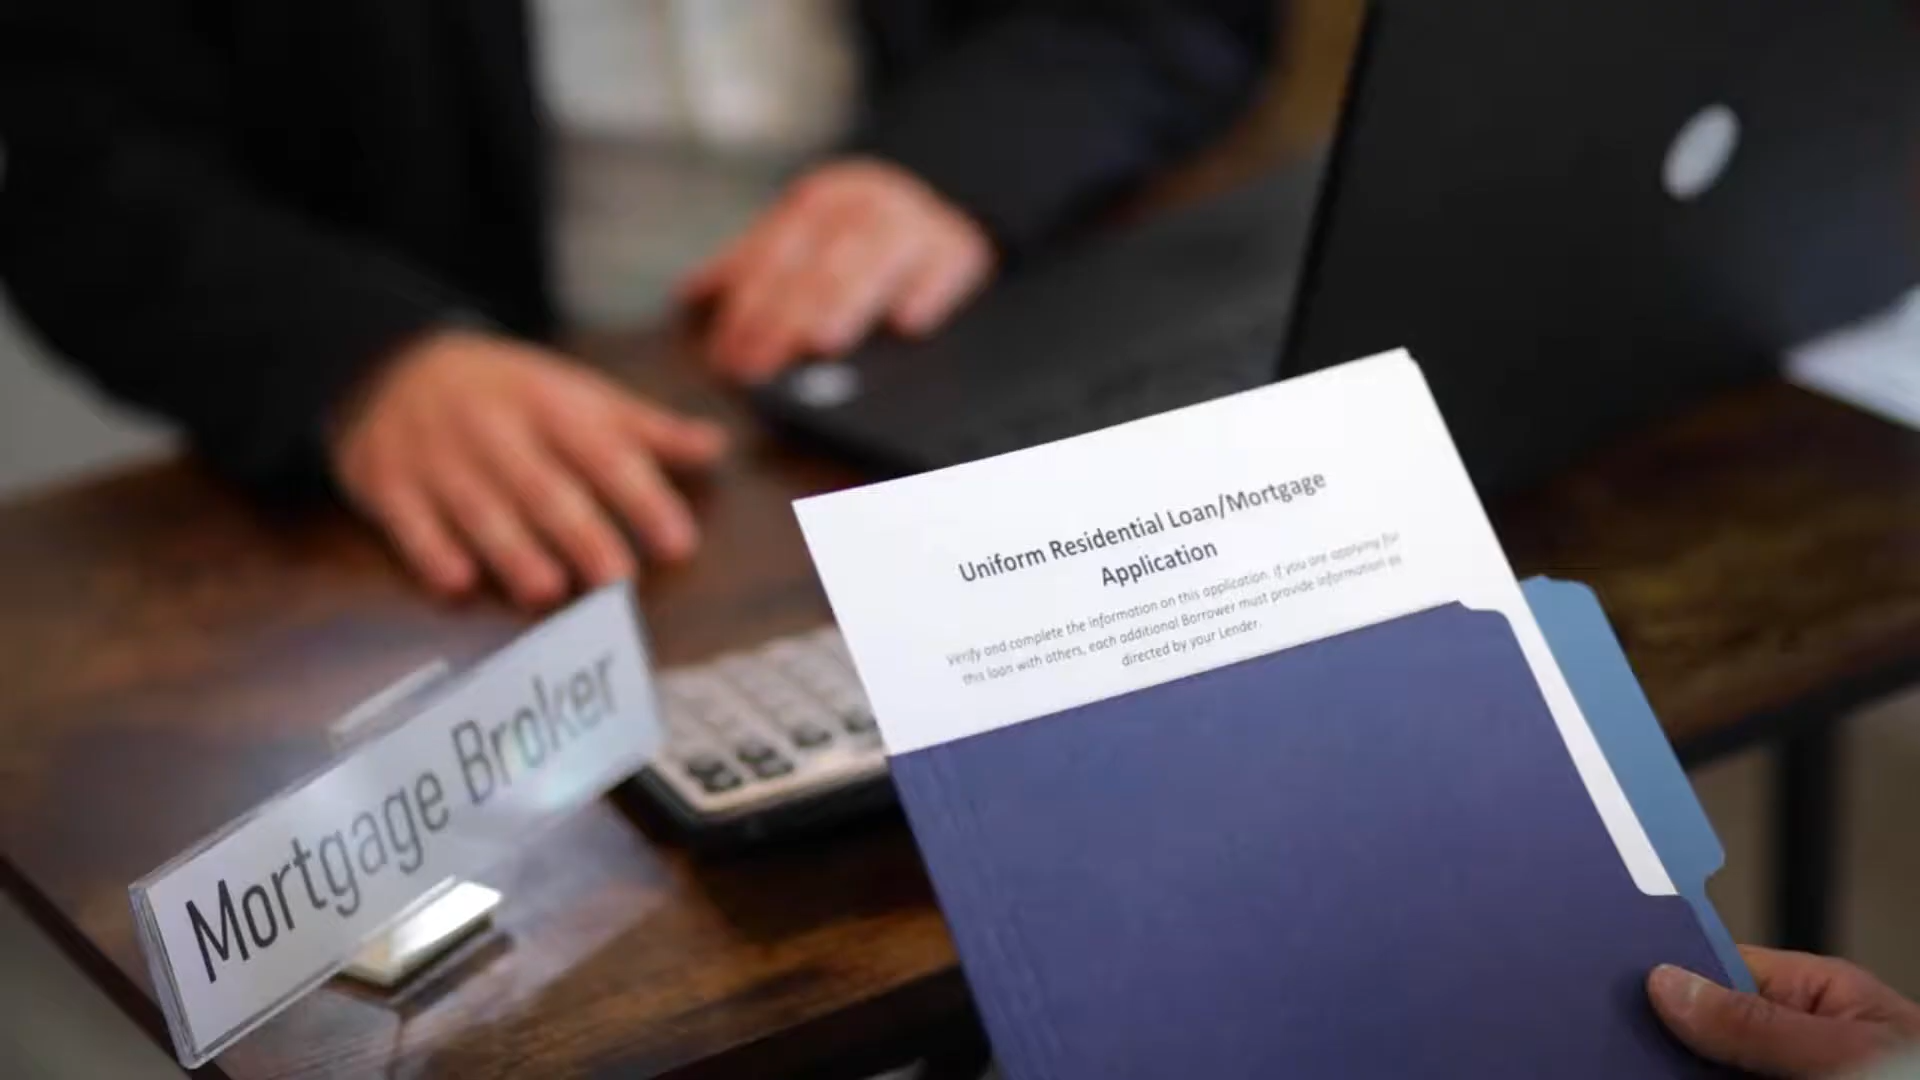 Uniform Residential Loan/Mortgage
Application
Verify and complete the information on this application. If you are applying for
this loan with others, each additional Borrower must provide information as
directed by your Lender.
Mortgage Broker